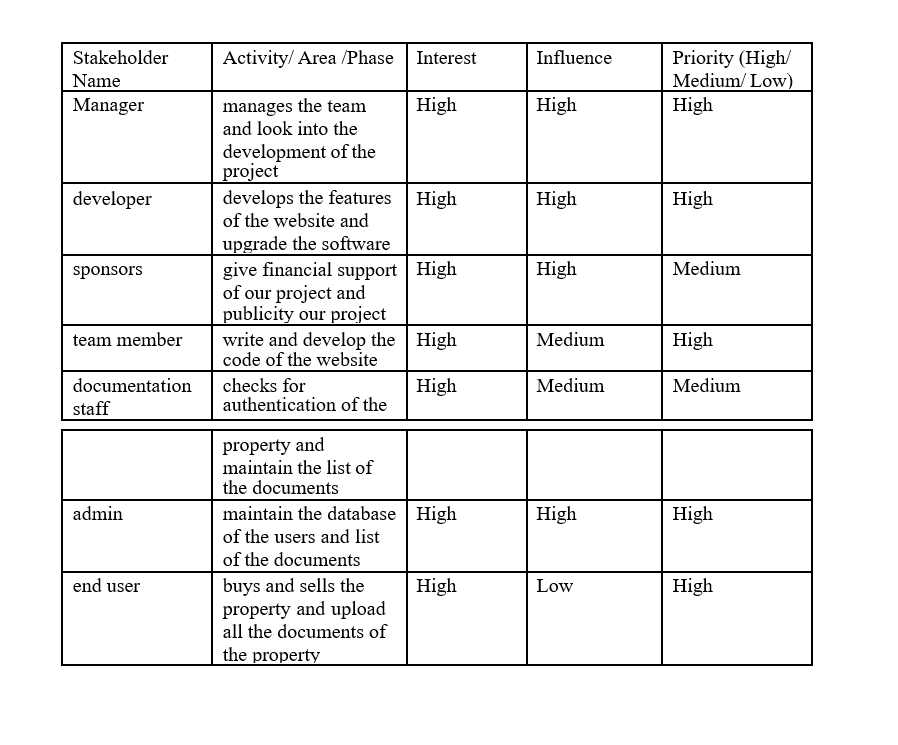 Stakeholder Name Activity/ Area /Phase Interest Influence Priority (High/ Medium/ Low)
Manager manages the team High High High
and look into the
development of the
project
developer develops the features High High High
of the website and
upgrade the software
sponsors give financial support High High Medium
of our project and
publicity our project
team member write and develop the High Medium High
code of the website
documentation staff checks for High Medium Medium
authentication of the
property and
maintain the list of
the documents
admin maintain the database High High High
of the users and list
of the documents
end user buys and sells the High Low High
property and upload
all the documents of
the property